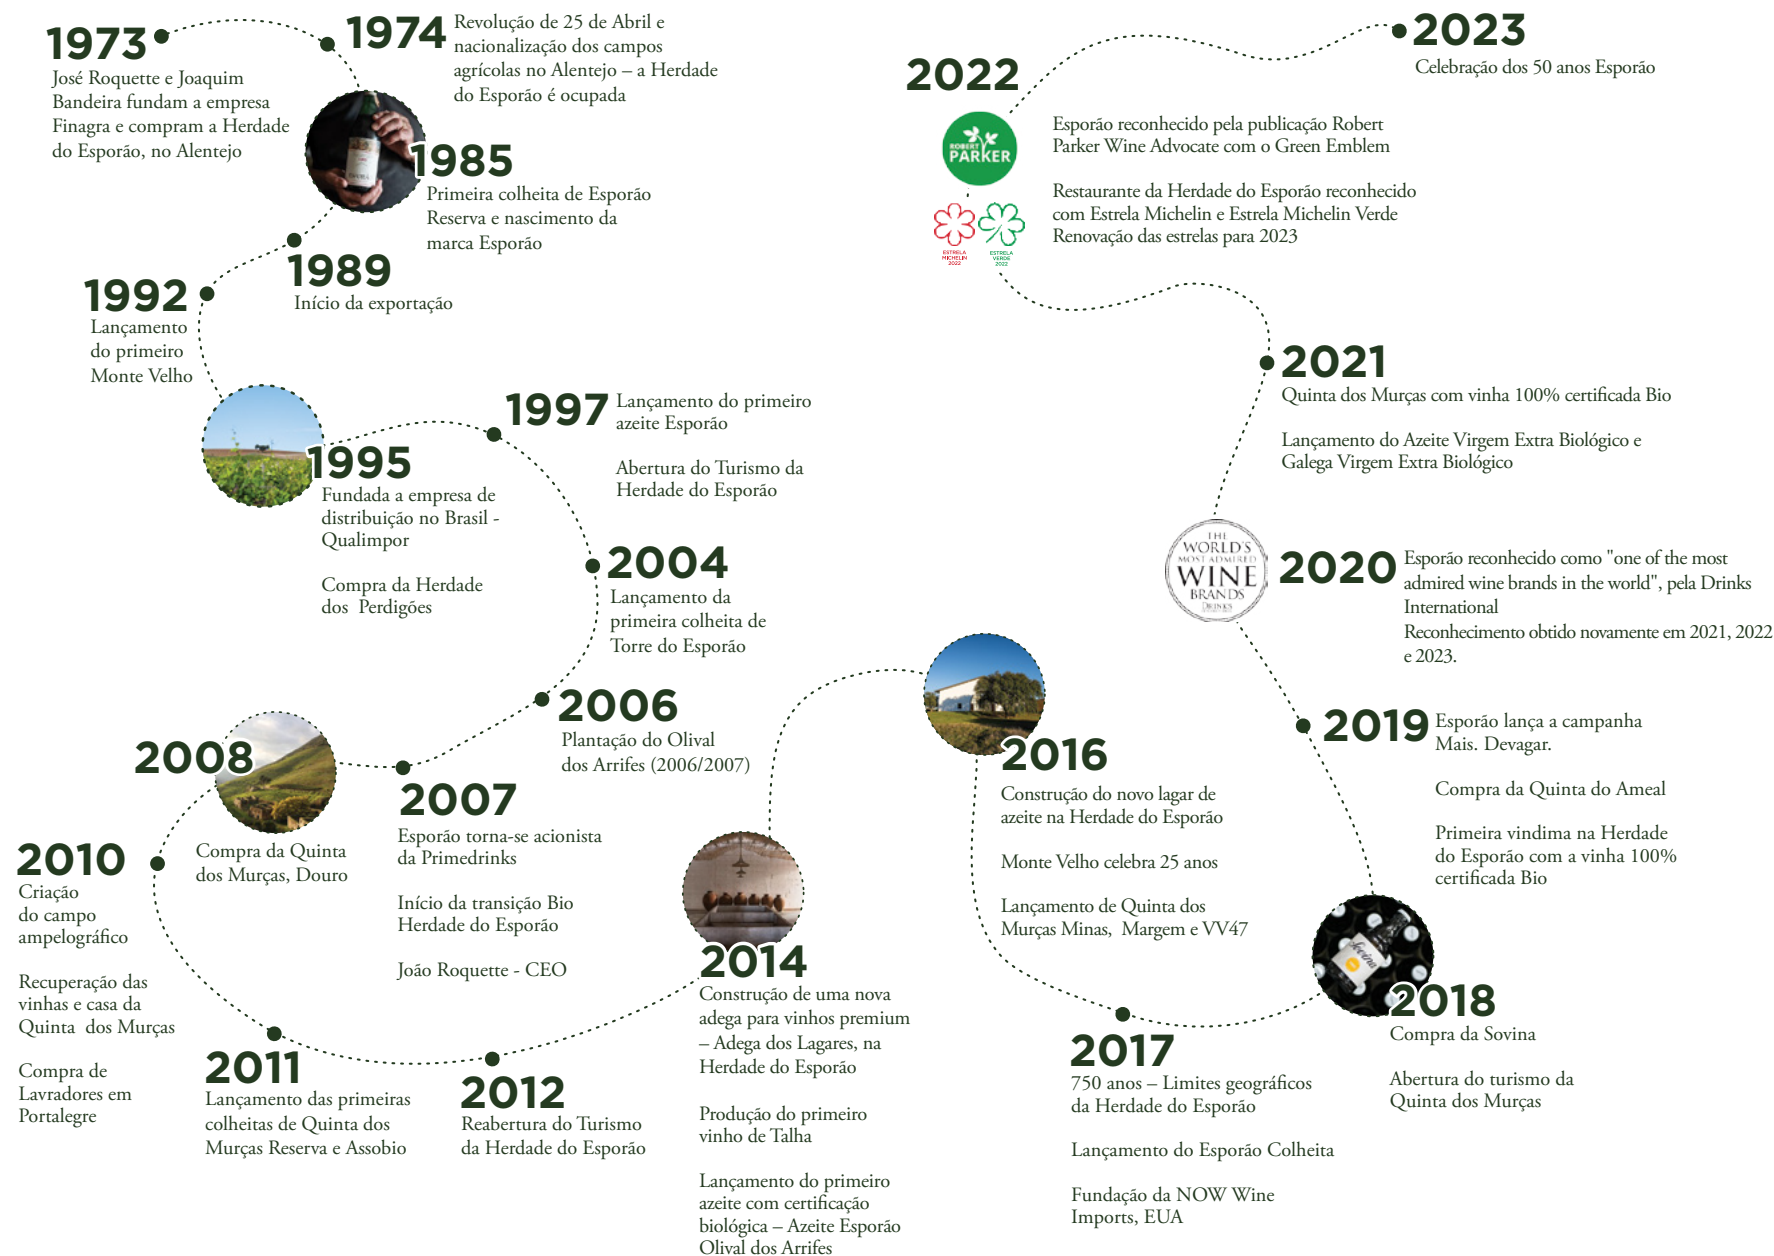 1973
José Roquette e Joaquim
Bandeira fundam a empresa
Finagra e compram a Herdade
do Esporão, no Alentejo
1974
Revolução de 25 de Abril e
nacionalização dos campos
agrícolas no Alentejo – a Herdade
do Esporão é ocupada
1985
Primeira colheita de Esporão
Reserva e nascimento da
marca Esporão
1989
Início da exportação
1992
Lançamento
do primeiro
Monte Velho
1995
Fundada a empresa de
distribuição no Brasil -
Qualimpor
Compra da Herdade
dos Perdigões
1997
Lançamento do primeiro
azeite Esporão
Abertura do Turismo da
Herdade do Esporão
2004
Lançamento da
primeira colheita de
Torre do Esporão
2006
Plantação do Olival
dos Arrifes (2006/2007)
2007
Esporão torna-se acionista
da Primedrinks
Início da transição Bio
Herdade do Esporão
João Roquette - CEO
2008
Compra da Quinta
dos Murças, Douro
2010
Criação
do campo
ampelográfico
Recuperação das
vinhas e casa da
Quinta dos Murças
Compra de
Lavradores em
Portalegre
2011
Lançamento das primeiras
colheitas de Quinta dos
Murças Reserva e Assobio
2012
Reabertura do Turismo
da Herdade do Esporão
2014
Construção de uma nova
adega para vinhos premium
– Adega dos Lagares, na
Herdade do Esporão
Produção do primeiro
vinho de Talha
Lançamento do primeiro
azeite com certificação
biológica – Azeite Esporão
Olival dos Arrifes
2016
Construção do novo lagar de
azeite na Herdade do Esporão
Monte Velho celebra 25 anos
Lançamento de Quinta dos
Murças Minas, Margem e VV47
2017
750 anos – Limites geográficos
da Herdade do Esporão
Lançamento do Esporão Colheita
Fundação da NOW Wine
Imports, EUA
Sovina
2018
Compra da Sovina
Abertura do turismo da
Quinta dos Murças
2019
Esporão lança a campanha
Mais. Devagar.
Compra da Quinta do Ameal
Primeira vindima na Herdade
do Esporão com a vinha 100%
certificada Bio
THE
WORLD'S
MOST ADMIRED
WINE
BRANDS
DRINKS
2020
Esporão reconhecido como "one of the most
admired wine brands in the world", pela Drinks
International
Reconhecimento obtido novamente em 2021, 2022
e 2023.
2021
Quinta dos Murças com vinha 100% certificada Bio
Lançamento do Azeite Virgem Extra Biológico e
Galega Virgem Extra Biológico
2022
ROBERT
PARKER
Esporão reconhecido pela publicação Robert
Parker Wine Advocate com o Green Emblem
ESTRELA
MICHELIN
2022
ESTRELA
VERDE
2022
Restaurante da Herdade do Esporão reconhecido
com Estrela Michelin e Estrela Michelin Verde
Renovação das estrelas para 2023
2023
Celebração dos 50 anos Esporão